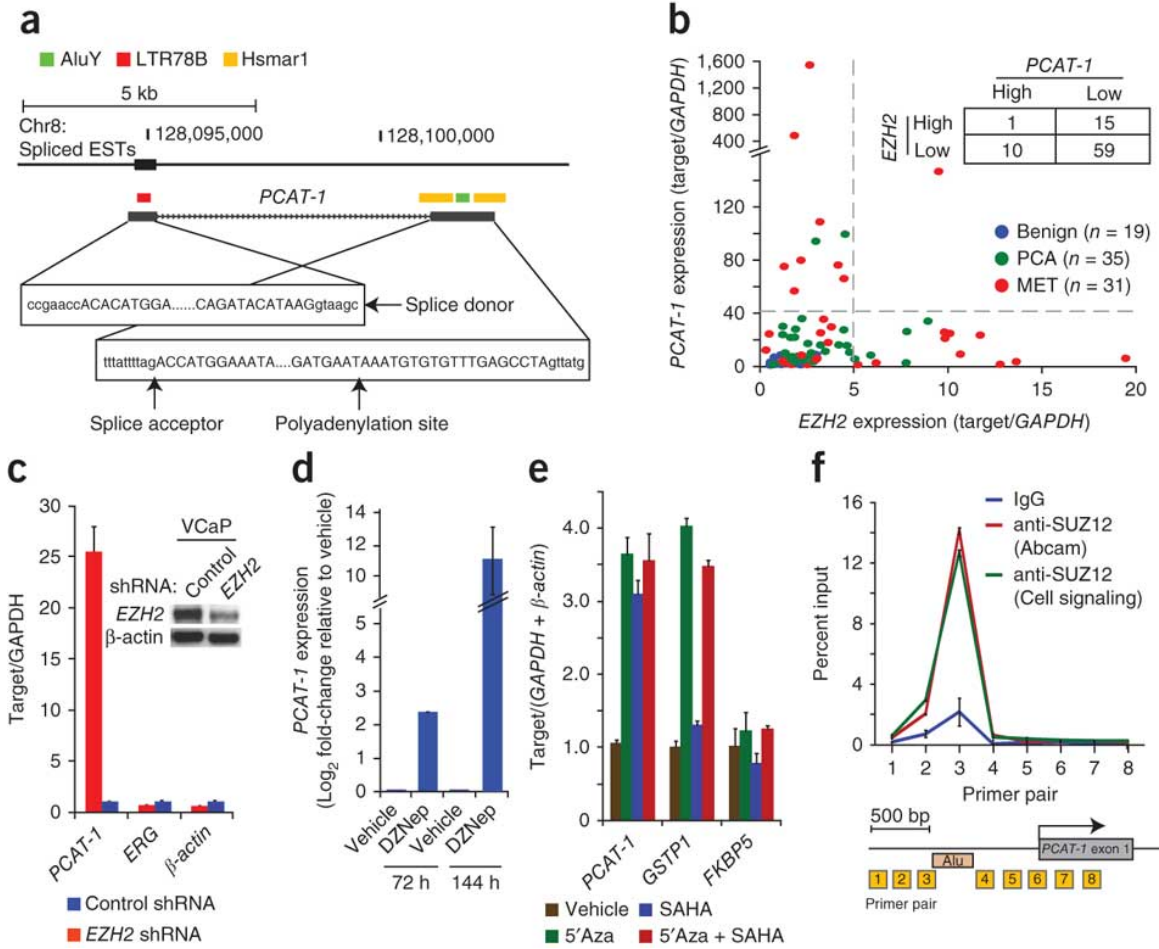 a
AluY LTR78B Hsmar1
5 kb
Chr8:
128,095,000 128,100,000
Spliced ESTs
PCAT-1
ccgaaccACACATGGA......CAGATACATAAGgtaagc
Splice donor
tttattttagACCATGGAAATA....GATGAATAAATGTGTGTTTGAGCCTAgttatg
Splice acceptor
Polyadenylation site
b
PCAT-1 expression (target/GAPDH)
1,600
1,200
800
400
120
80
40
0
0 5 10 15 20
EZH2 expression (target/GAPDH)
PCAT-1
High Low
EZH2
High 1 15
Low 10 59
Benign (n = 19)
PCA (n = 35)
MET (n = 31)
c
Target/GAPDH
30
25
20
15
10
5
0
VCaP
shRNA: Control EZH2
EZH2
β-actin
PCAT-1 ERG β-actin
Control shRNA
EZH2 shRNA
d
PCAT-1 expression
(Log2 fold-change relative to vehicle)
14
12
10
5
4
3
2
1
0
Vehicle DZNep Vehicle DZNep
72 h 144 h
e
Target/(GAPDH + β-actin)
4.0
3.0
2.0
1.0
0
PCAT-1 GSTP1 FKBP5
Vehicle SAHA
5′Aza 5′Aza + SAHA
f
Percent input
16
12
8
4
0
IgG
anti-SUZ12
(Abcam)
anti-SUZ12
(Cell signaling)
1 2 3 4 5 6 7 8
Primer pair
500 bp
PCAT-1 exon 1
Alu
1 2 3 4 5 6 7 8
Primer pair